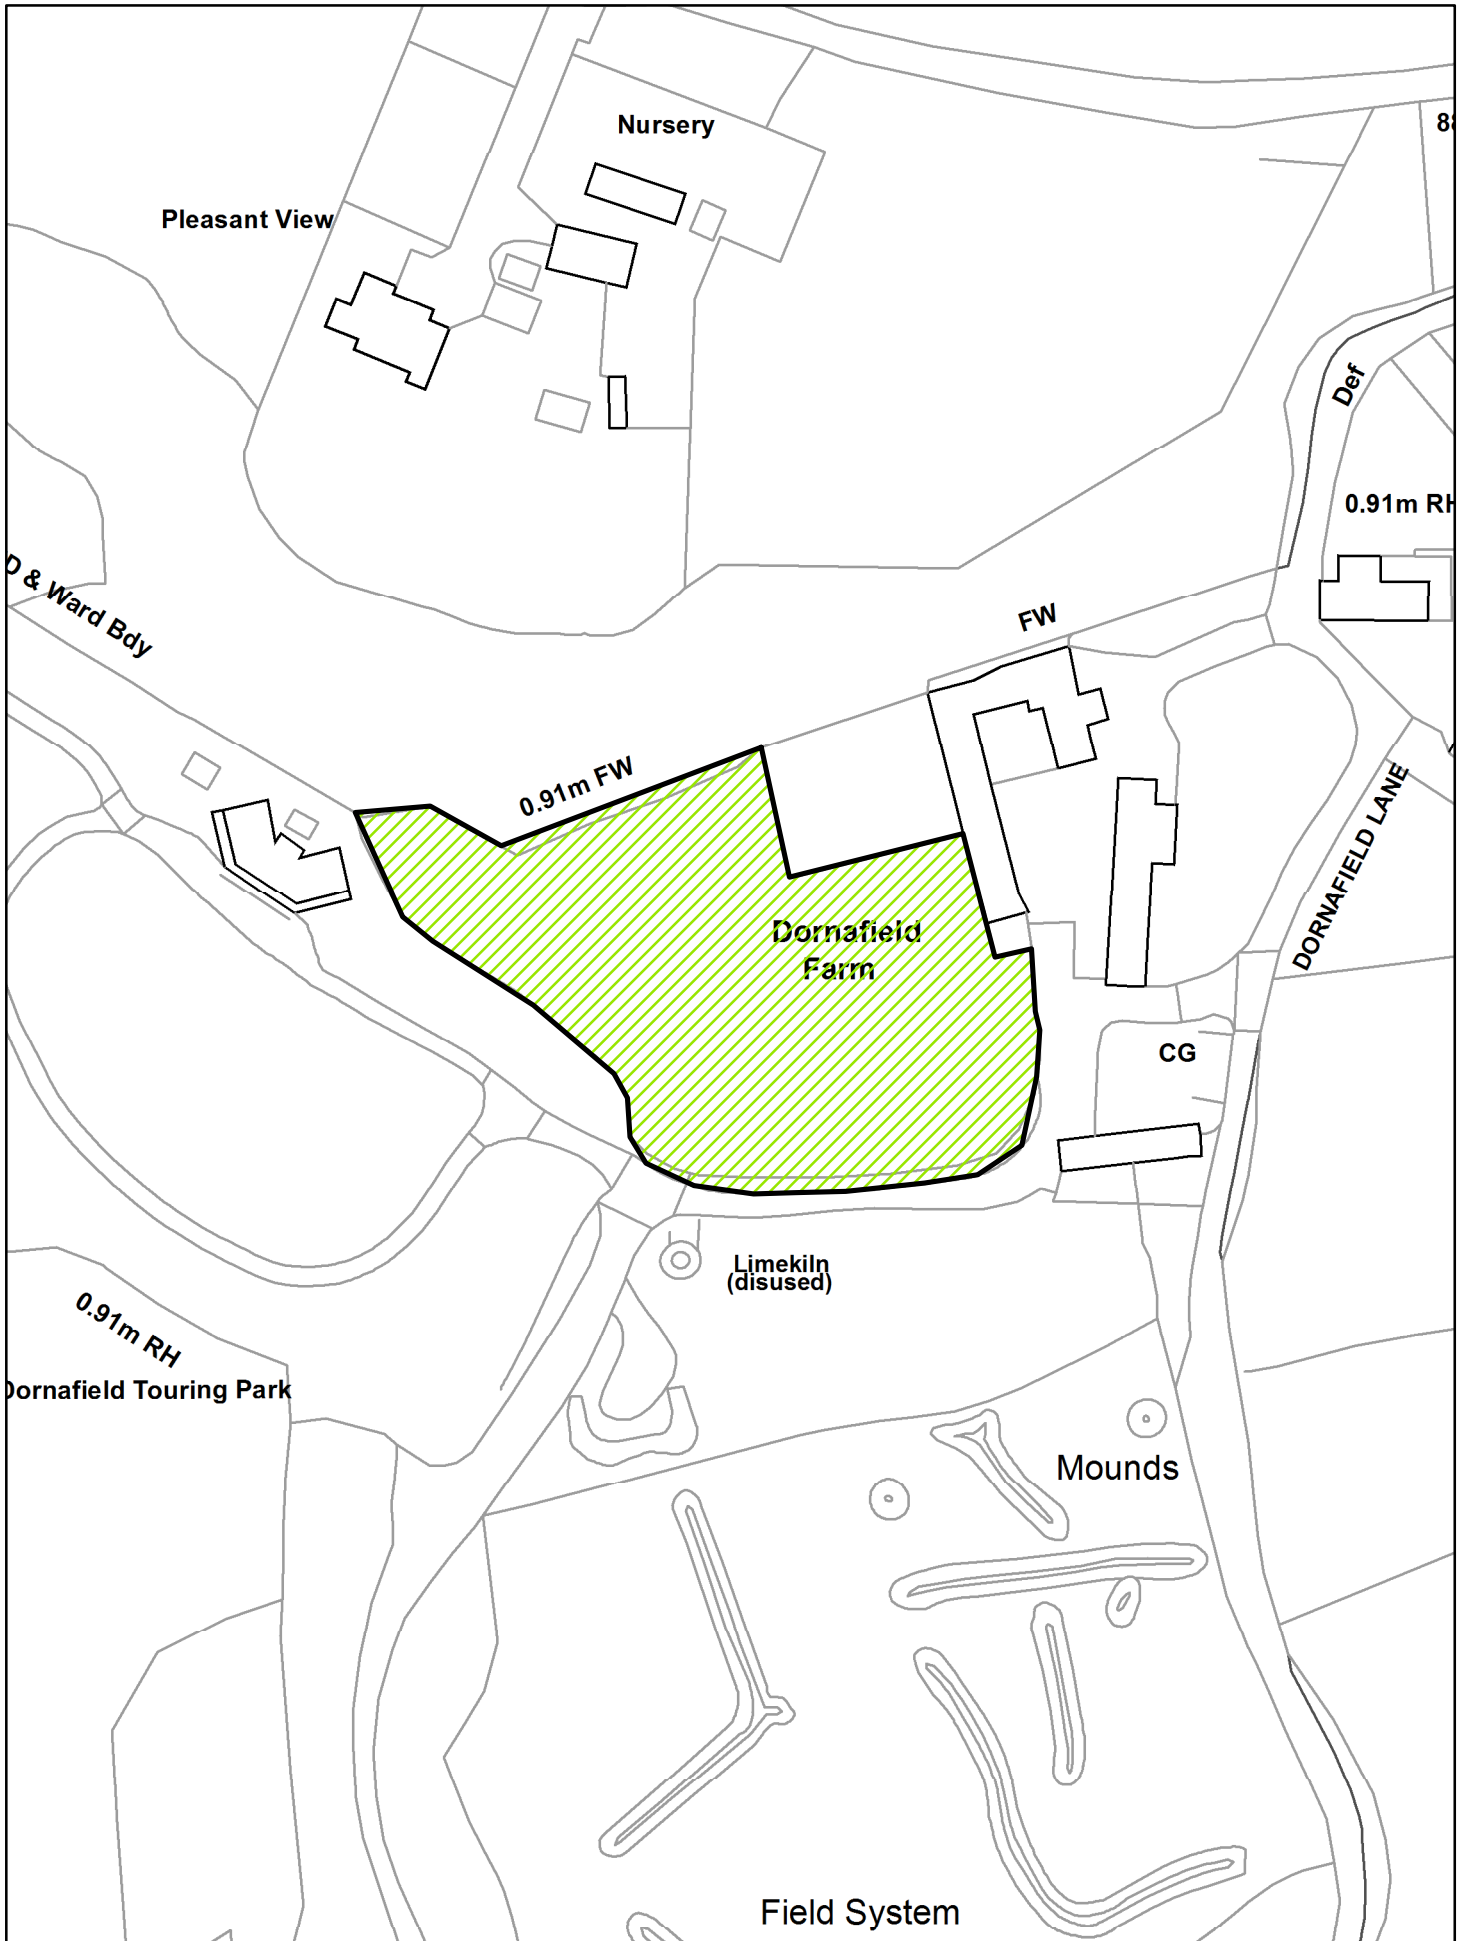 Nursery
88
Pleasant View
Def
0.91m RH
D & Ward Bdy
FW
0.91m FW
DORNAFIELD LANE
Dornafield
Farm
CG
Limekiln
(disused)
0.91m RH
Dornafield Touring Park
Mounds
Field System